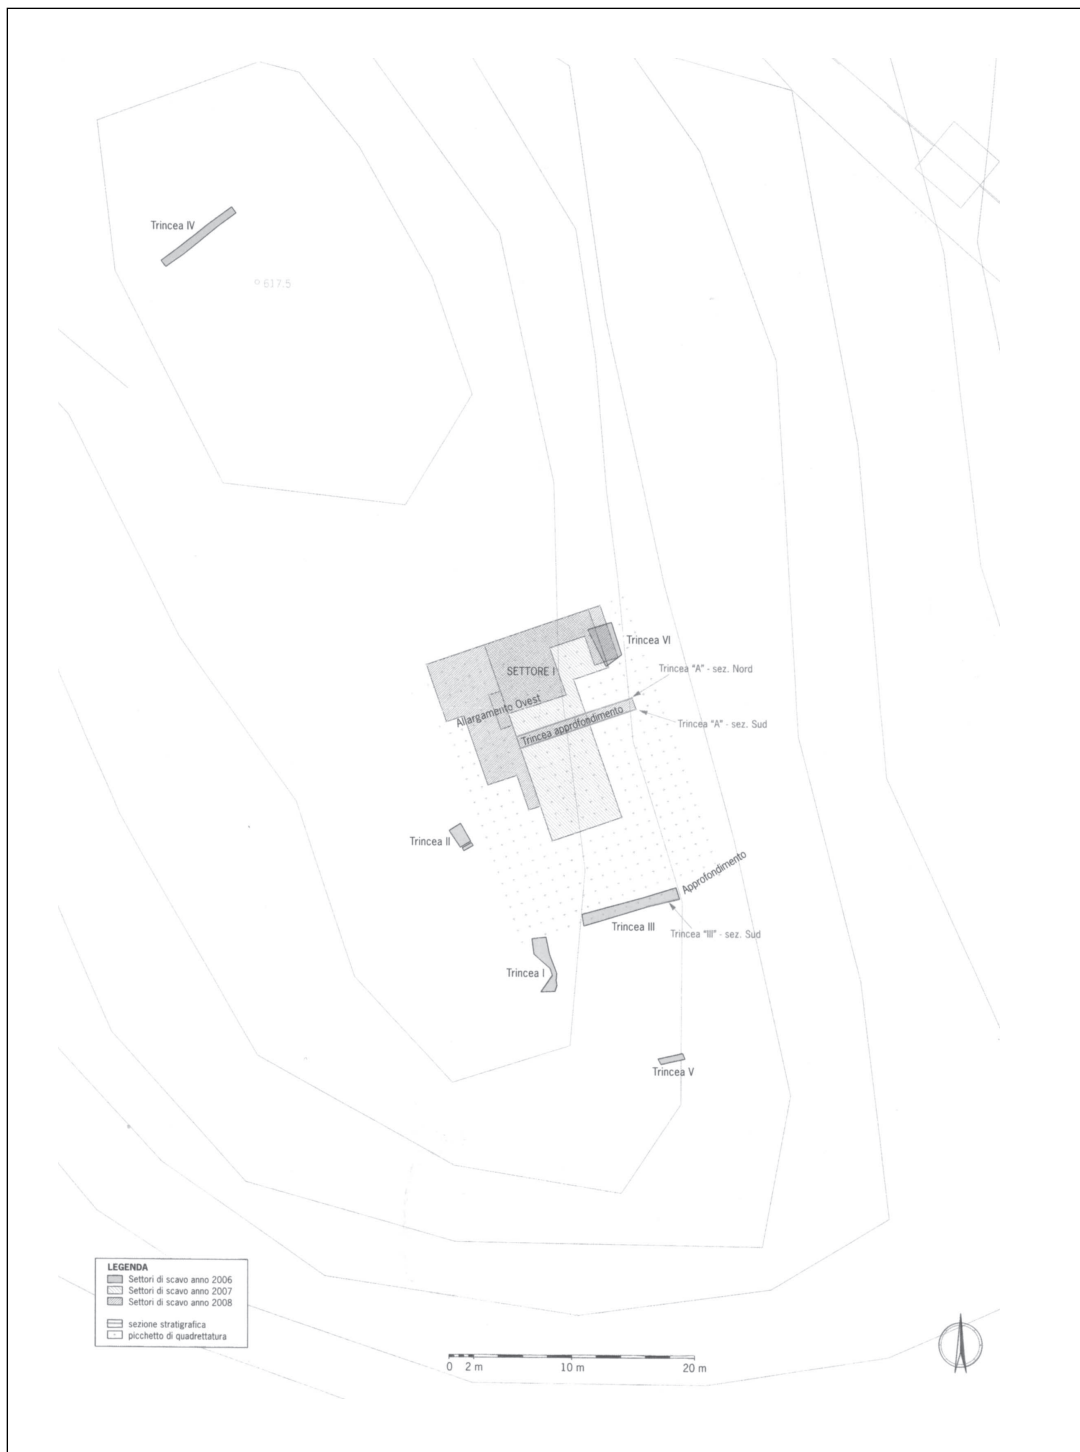 Trincea IV
617.5
Trincea VI
SETTORE I
Trincea "A" - sez. Nord
Allargamento Ovest
Trincea approfondimento
Trincea "A" - sez. Sud
Trincea II
Approfondimento
Trincea III
Trincea "III" - sez. Sud
Trincea I
Trincea V
LEGENDA
Settori di scavo anno 2006
Settori di scavo anno 2007
Settori di scavo anno 2008
sezione stratigrafica
picchetto di quadrettatura
0 2 m 10 m 20 m